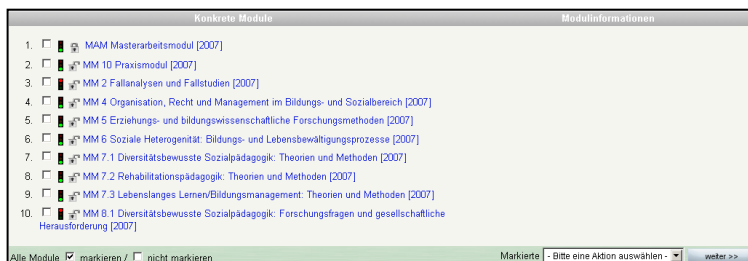 Konkrete Module Modulinformationen
1. MAM Masterarbeitsmodul [2007]
2. MM 10 Praxismodul [2007]
3. MM 2 Fallanalysen und Fallstudien [2007]
4. MM 4 Organisation, Recht und Management im Bildungs- und Sozialbereich [2007]
5. MM 5 Erziehungs- und bildungswissenschaftliche Forschungsmethoden [2007]
6. MM 6 Soziale Heterogenität: Bildungs- und Lebensbewältigungsprozesse [2007]
7. MM 7.1 Diversitätsbewusste Sozialpädagogik: Theorien und Methoden [2007]
8. MM 7.2 Rehabilitationspädagogik: Theorien und Methoden [2007]
9. MM 7.3 Lebenslanges Lernen/Bildungsmanagement: Theorien und Methoden [2007]
10. MM 8.1 Diversitätsbewusste Sozialpädagogik: Forschungsfragen und gesellschaftliche
Herausforderung [2007]
Alle Module markieren / nicht markieren Markierte - Bitte eine Aktion auswählen - weiter >>